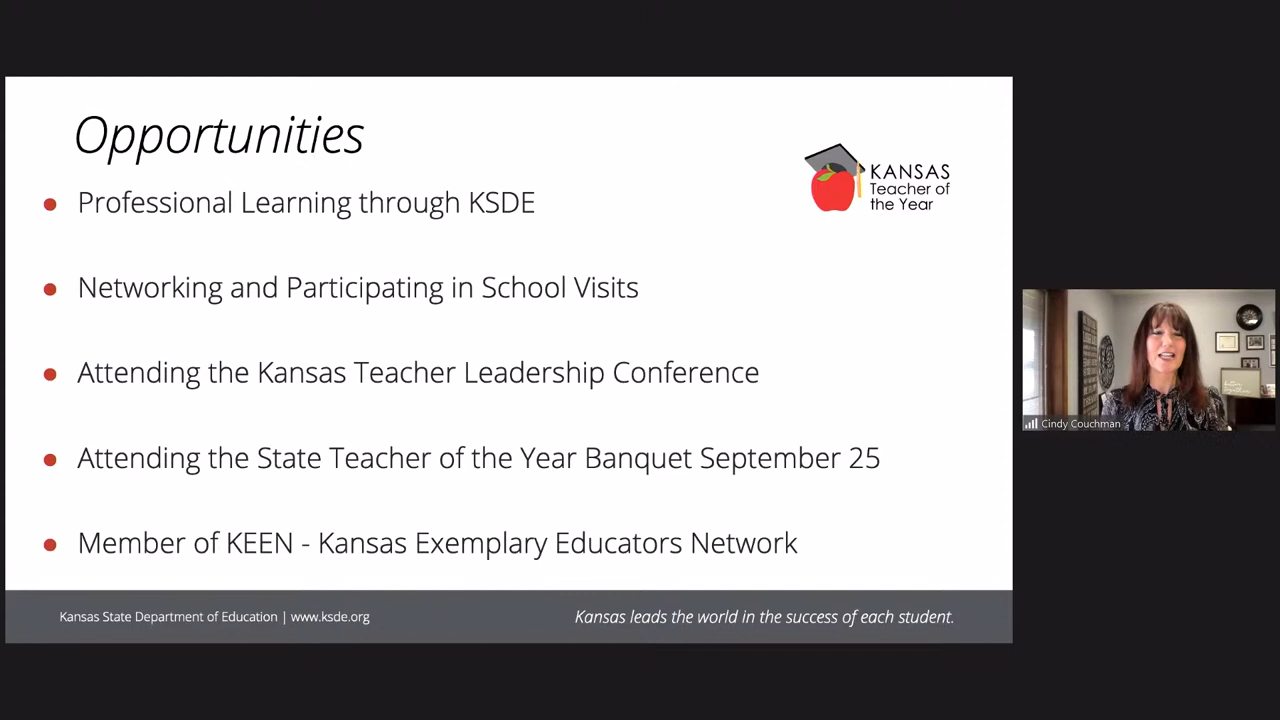 Opportunities
KANSAS
Teacher of
the Year
● Professional Learning through KSDE
● Networking and Participating in School Visits
● Attending the Kansas Teacher Leadership Conference
● Attending the State Teacher of the Year Banquet September 25
● Member of KEEN - Kansas Exemplary Educators Network
Kansas State Department of Education | www.ksde.org
Kansas leads the world in the success of each student.
Cindy Couchman